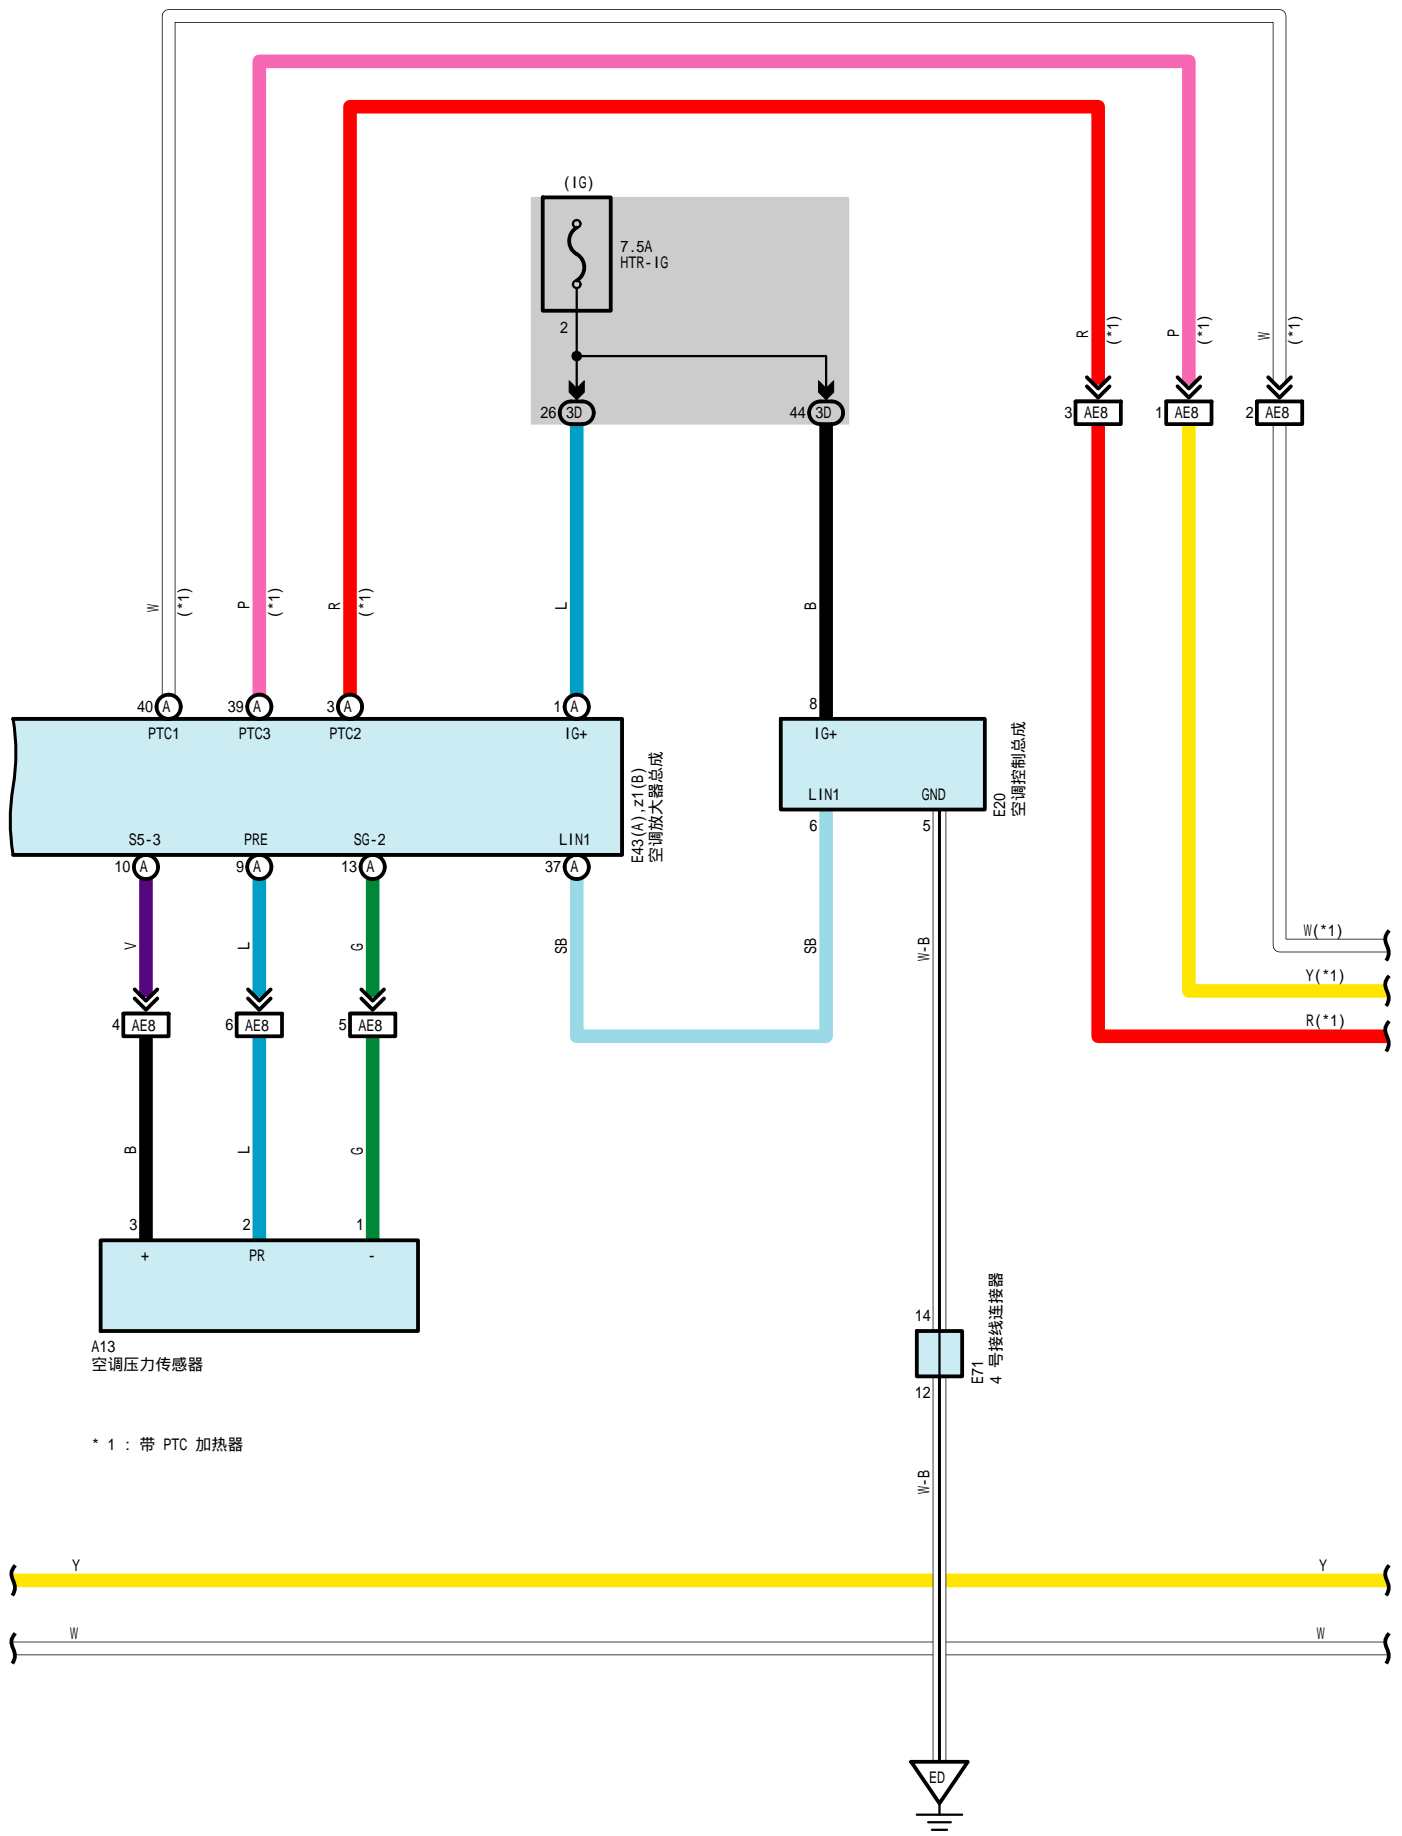 (IG)
7.5A
HTR-IG
2
26 3D
44 3D
R
(*1)
P
(*1)
W
(*1)
3 AE8
1 AE8
2 AE8
W
(*1)
P
(*1)
R
(*1)
L
B
40 A
39 A
3 A
1 A
8
PTC1
PTC3
PTC2
IG+
IG+
E43(A),z1(B)
空调放大器总成
E20
空调控制总成
LIN1
GND
S5-3
PRE
SG-2
LIN1
6
5
10 A
9 A
13 A
37 A
V
L
G
SB
SB
W-B
W(*1)
Y(*1)
R(*1)
4 AE8
6 AE8
5 AE8
B
L
G
3
2
1
+
PR
-
A13
空调压力传感器
14
E71
4 号接线连接器
12
* 1 : 带 PTC 加热器
W-B
Y
Y
W
W
ED